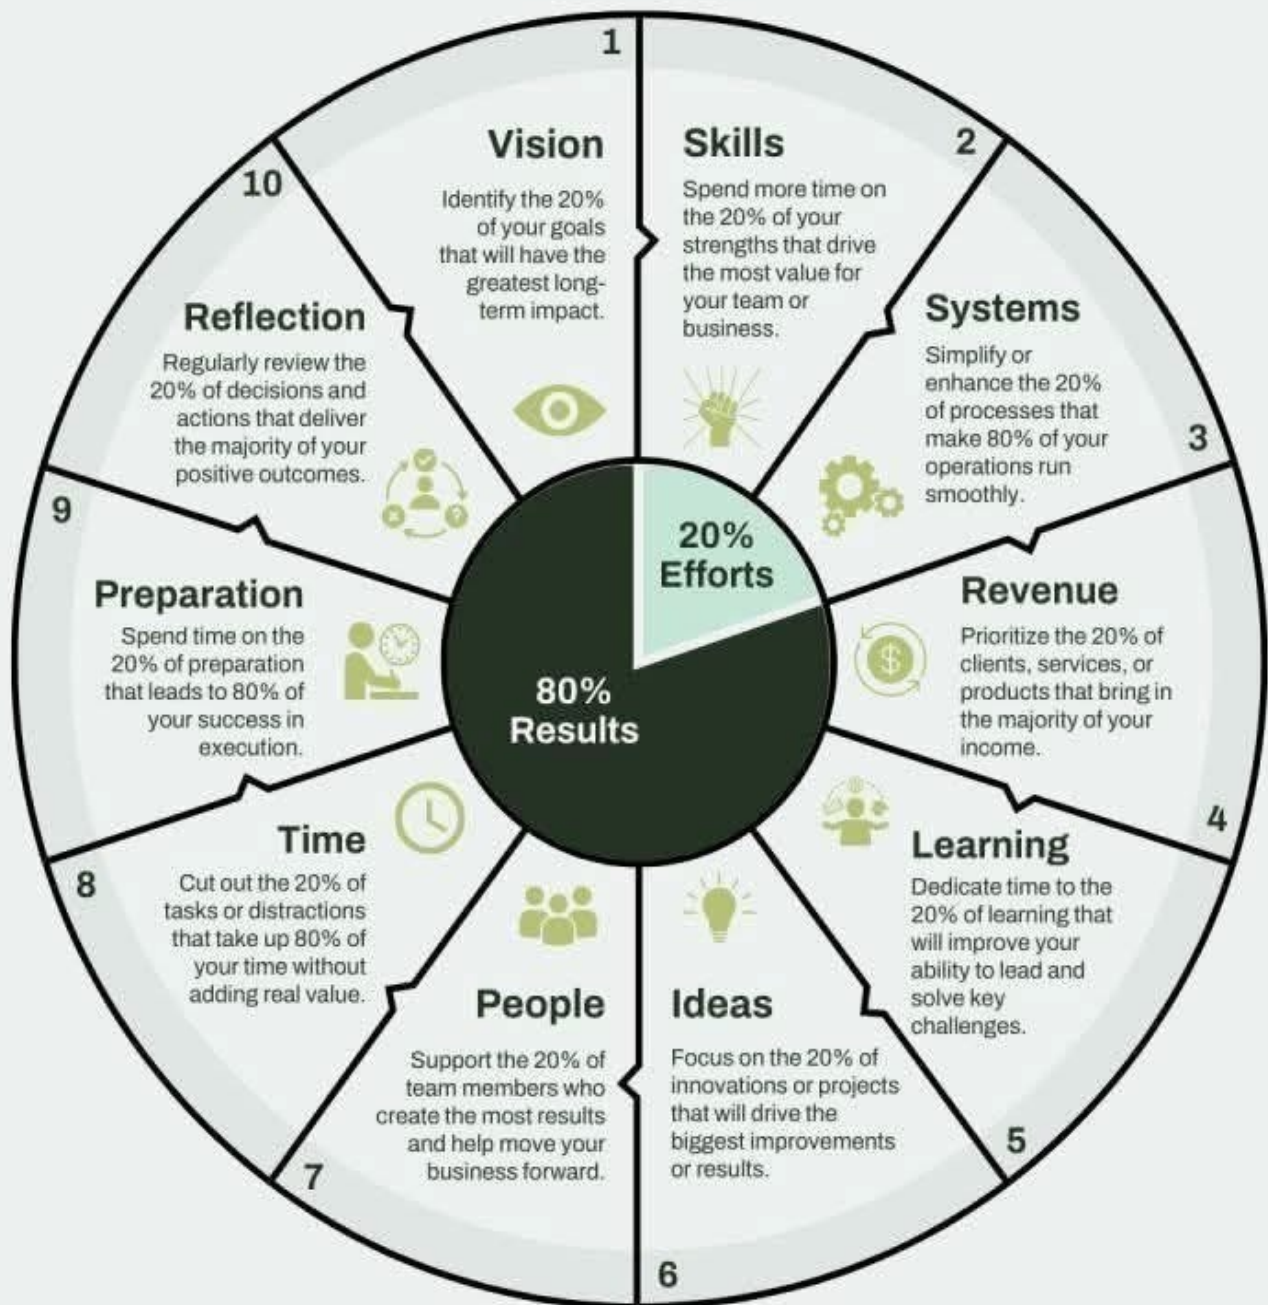 1
Vision
Identify the 20%
of your goals
that will have the
greatest long-
term impact.
2
Skills
Spend more time on
the 20% of your
strengths that drive
the most value for
your team or
business.
3
Systems
Simplify or
enhance the 20%
of processes that
make 80% of your
operations run
smoothly.
4
Revenue
Prioritize the 20% of
clients, services, or
products that bring in
the majority of your
income.
5
Learning
Dedicate time to the
20% of learning that
will improve your
ability to lead and
solve key
challenges.
6
Ideas
Focus on the 20% of
innovations or projects
that will drive the
biggest improvements
or results.
7
People
Support the 20% of
team members who
create the most results
and help move your
business forward.
8
Time
Cut out the 20% of
tasks or distractions
that take up 80% of
your time without
adding real value.
9
Preparation
Spend time on the
20% of preparation
that leads to 80% of
your success in
execution.
10
Reflection
Regularly review the
20% of decisions and
actions that deliver
the majority of your
positive outcomes.
20%
Efforts
80%
Results